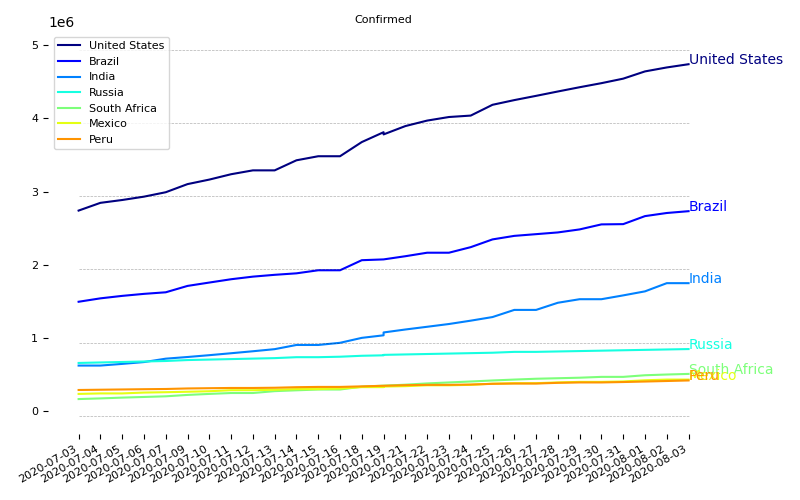 Confirmed
1e6
5
4
3
2
1
0
United States
Brazil
India
Russia
South Africa
Mexico
Peru
United States
Brazil
India
Russia
South Africa
Peru
2020-07-03
2020-07-04
2020-07-05
2020-07-06
2020-07-07
2020-07-09
2020-07-10
2020-07-11
2020-07-12
2020-07-13
2020-07-14
2020-07-15
2020-07-16
2020-07-18
2020-07-19
2020-07-21
2020-07-22
2020-07-23
2020-07-24
2020-07-25
2020-07-26
2020-07-27
2020-07-28
2020-07-29
2020-07-30
2020-07-31
2020-08-01
2020-08-02
2020-08-03